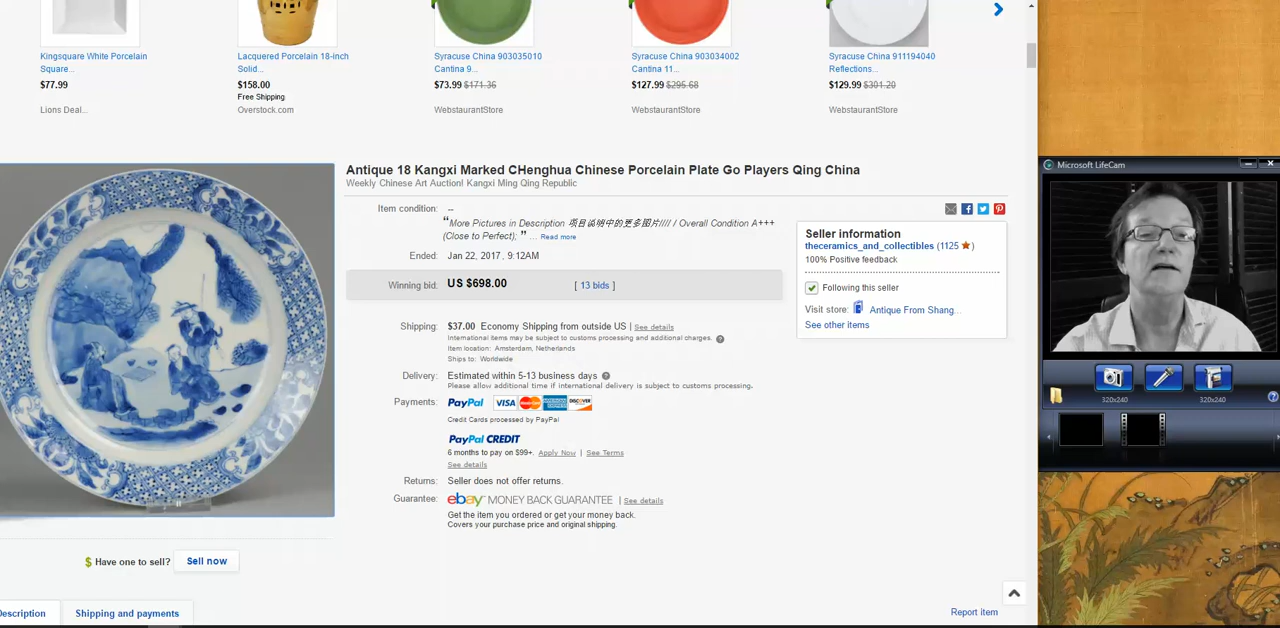 Kingsquare White Porcelain
Square...
$77.99
Lions Deal...
Lacquered Porcelain 18-inch
Solid...
$158.00
Free Shipping
Overstock.com
Syracuse China 903035010
Cantina 9...
$73.99 $171.36
WebstaurantStore
Syracuse China 903034002
Cantina 11...
$127.99 $295.68
WebstaurantStore
Syracuse China 911194040
Reflections...
$129.99 $301.20
WebstaurantStore
Antique 18 Kangxi Marked CHenghua Chinese Porcelain Plate Go Players Qing China
Weekly Chinese Art Auction! Kangxi Ming Qing Republic
Item condition: --
“More Pictures in Description 项目说明中的更多图片//// / Overall Condition A+++
(Close to Perfect); ” ... Read more
Ended: Jan 22, 2017 , 9:12AM
Winning bid: US $698.00 [ 13 bids ]
Shipping: $37.00 Economy Shipping from outside US | See details
International items may be subject to customs processing and additional charges.
Item location: Amsterdam, Netherlands
Ships to: Worldwide
Delivery: Estimated within 5-13 business days
Please allow additional time if international delivery is subject to customs processing.
Payments: PayPal VISA MasterCard AMERICAN EXPRESS DISCOVER
Credit Cards processed by PayPal
PayPal CREDIT
6 months to pay on $99+. Apply Now | See Terms
See details
Returns: Seller does not offer returns.
Guarantee: ebay MONEY BACK GUARANTEE | See details
Get the item you ordered or get your money back.
Covers your purchase price and original shipping.
Seller information
theceramics_and_collectibles (1125 )
100% Positive feedback
Following this seller
Visit store: Antique From Shang...
See other items
$ Have one to sell? Sell now
Description
Shipping and payments
Report item
Microsoft LifeCam
320x240
320x240